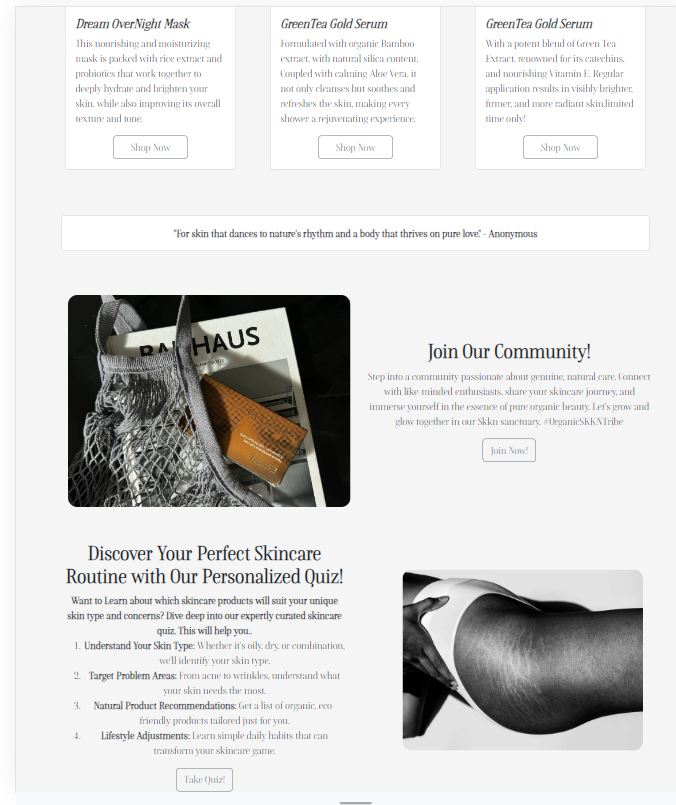 Dream OverNight Mask
This nourishing and moisturizing
mask is packed with rice extract and
probiotics that work together to
deeply hydrate and brighten your
skin, while also improving its overall
texture and tone.
Shop Now
GreenTea Gold Serum
Formulated with organic Bamboo
extract, with natural silica content,
Coupled with calming Aloe Vera, it
not only cleanses but soothes and
refreshes the skin, making every
shower a rejuvenating experience.
Shop Now
GreenTea Gold Serum
With a potent blend of Green Tea
Extract, renowned for its catechins,
and nourishing Vitamin E. Regular
application results in visibly brighter,
firmer, and more radiant skin.limited
time only!
Shop Now
"For skin that dances to nature's rhythm and a body that thrives on pure love." - Anonymous
BAUHAUS
Join Our Community!
Step into a community passionate about genuine, natural care. Connect
with like-minded enthusiasts, share your skincare journey, and
immerse yourself in the essence of pure organic beauty. Let's grow and
glow together in our Skkn sanctuary. #OrganicSKKNTribe
Join Now!
Discover Your Perfect Skincare
Routine with Our Personalized Quiz!
Want to Learn about which skincare products will suit your unique
skin type and concerns? Dive deep into our expertly curated skincare
quiz. This will help you..
1. Understand Your Skin Type: Whether it's oily, dry, or combination,
we'll identify your skin type.
2. Target Problem Areas: From acne to wrinkles, understand what
your skin needs the most.
3. Natural Product Recommendations: Get a list of organic, eco-
friendly products tailored just for you.
4. Lifestyle Adjustments: Learn simple daily habits that can
transform your skincare game.
Take Quiz!